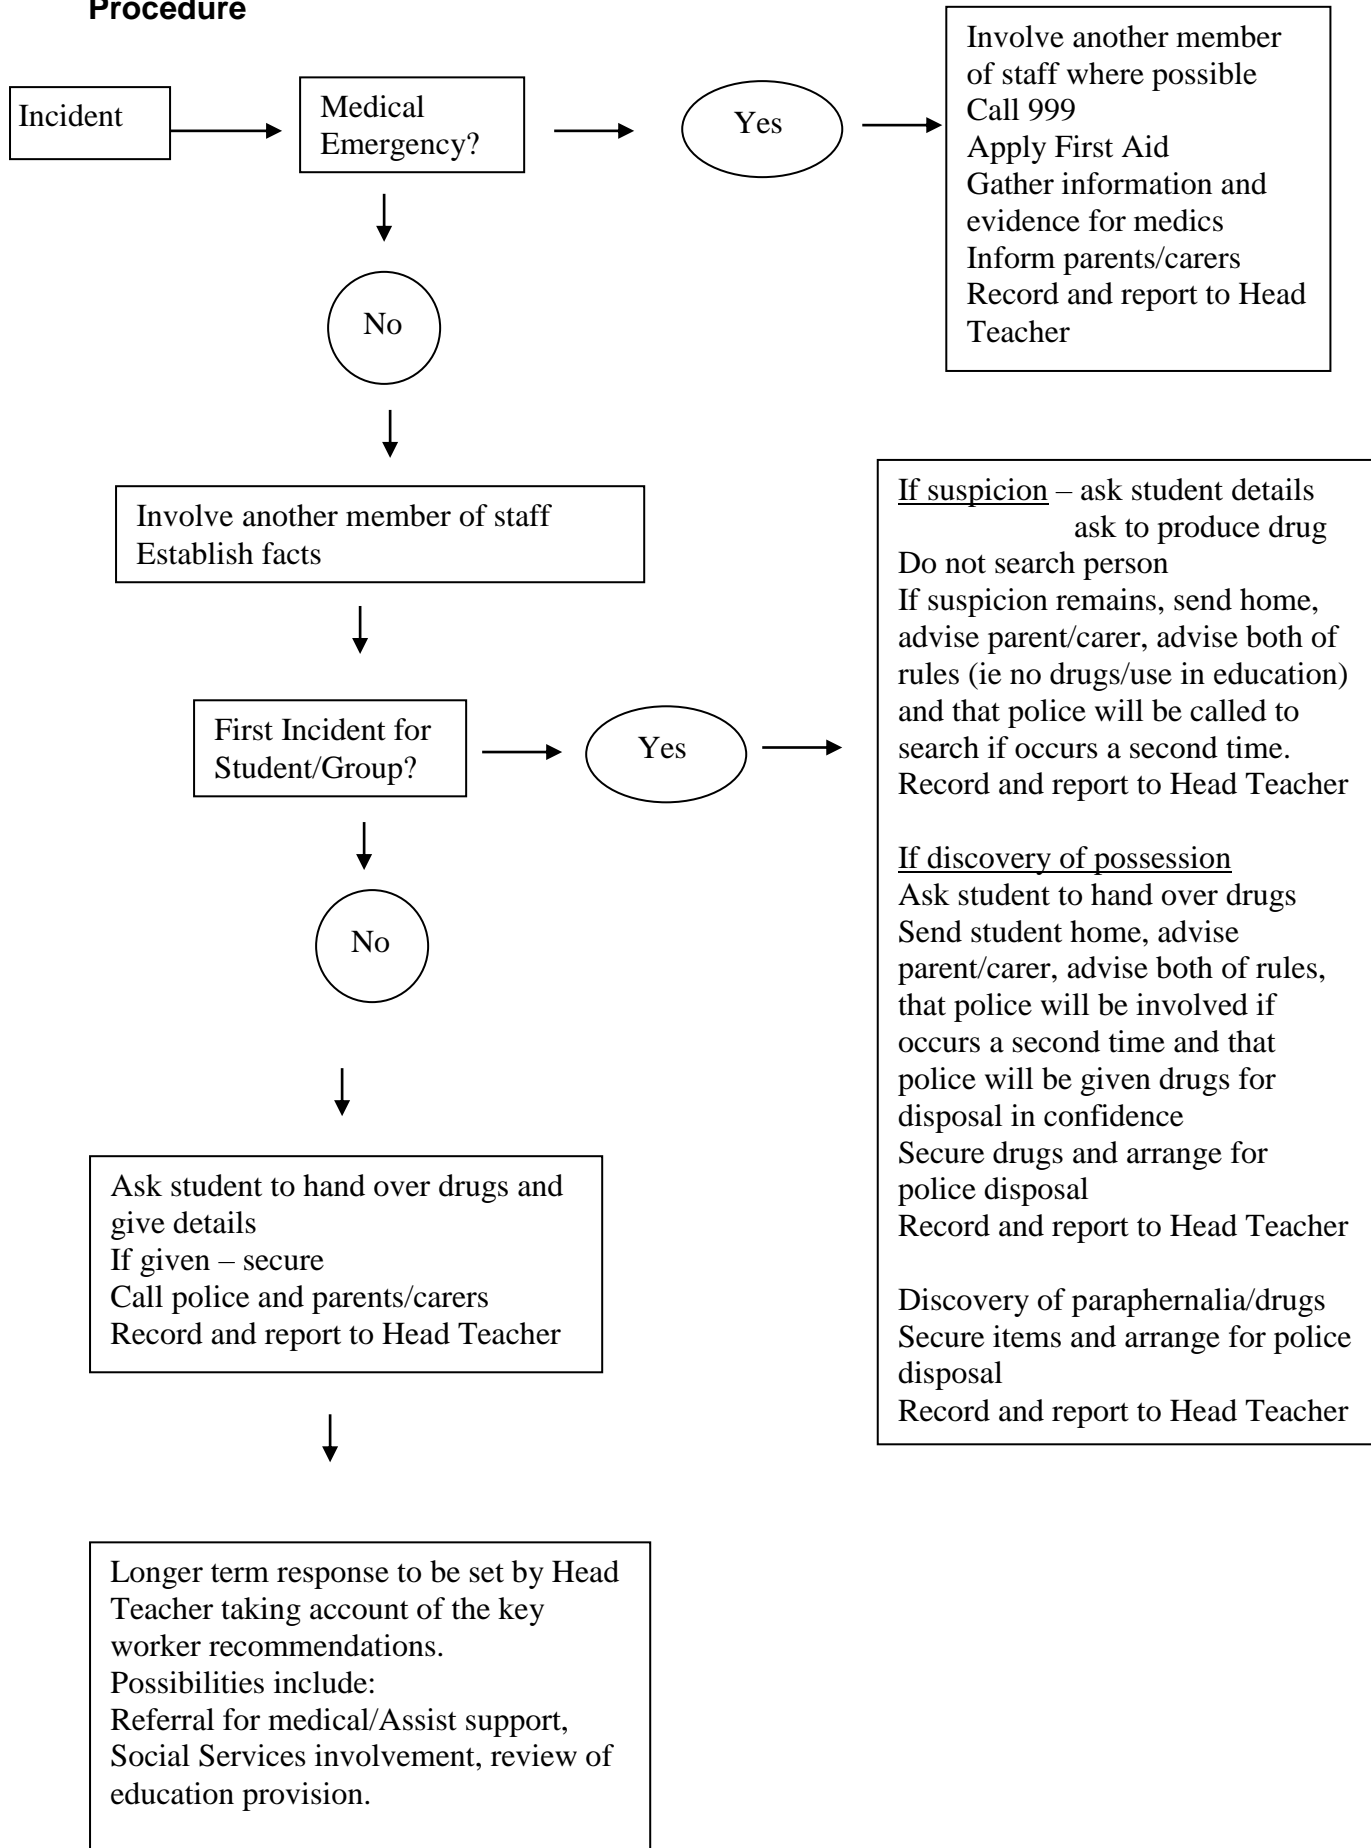 Procedure
Incident
Medical
Emergency?
Yes
Involve another member
of staff where possible
Call 999
Apply First Aid
Gather information and
evidence for medics
Inform parents/carers
Record and report to Head
Teacher
No
Involve another member of staff
Establish facts
First Incident for
Student/Group?
Yes
If suspicion – ask student details
ask to produce drug
Do not search person
If suspicion remains, send home,
advise parent/carer, advise both of
rules (ie no drugs/use in education)
and that police will be called to
search if occurs a second time.
Record and report to Head Teacher
If discovery of possession
Ask student to hand over drugs
Send student home, advise
parent/carer, advise both of rules,
that police will be involved if
occurs a second time and that
police will be given drugs for
disposal in confidence
Secure drugs and arrange for
police disposal
Record and report to Head Teacher
Discovery of paraphernalia/drugs
Secure items and arrange for police
disposal
Record and report to Head Teacher
No
Ask student to hand over drugs and
give details
If given – secure
Call police and parents/carers
Record and report to Head Teacher
Longer term response to be set by Head
Teacher taking account of the key
worker recommendations.
Possibilities include:
Referral for medical/Assist support,
Social Services involvement, review of
education provision.